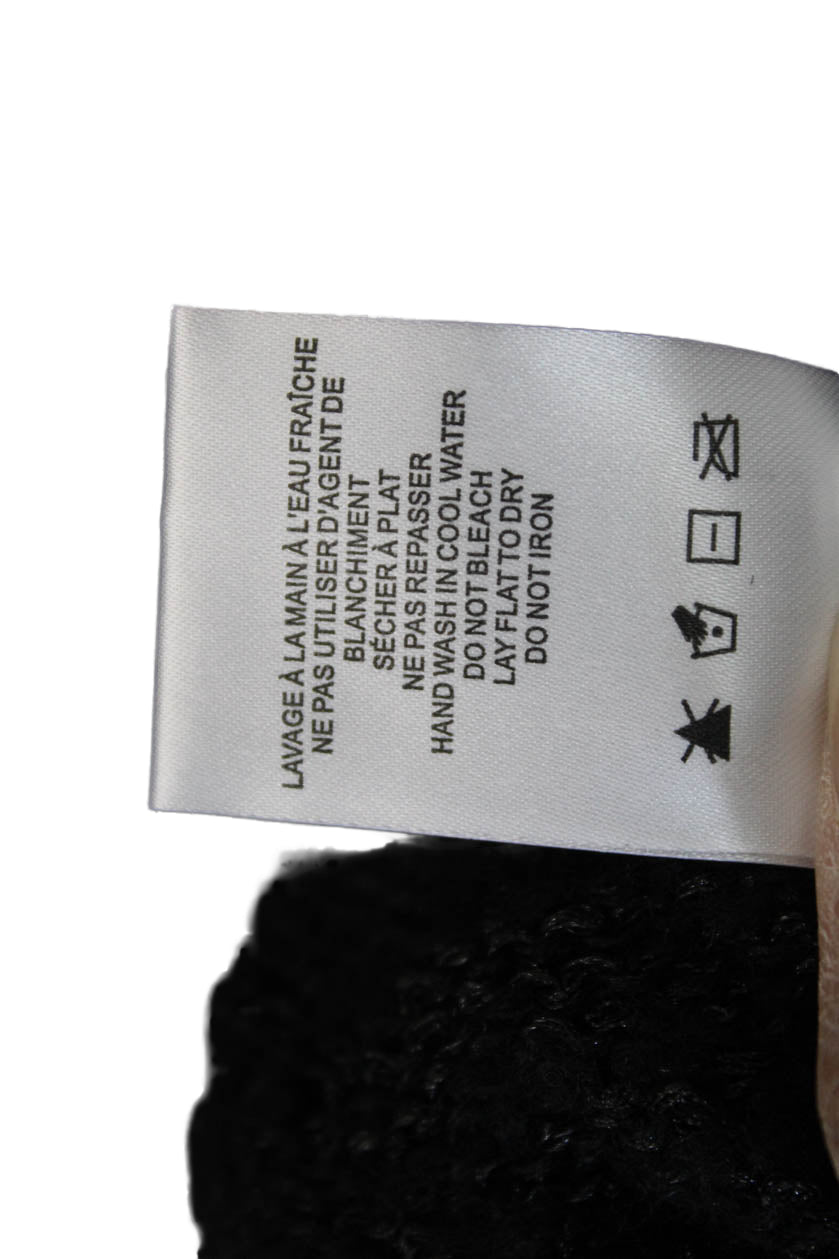 LAVAGE À LA MAIN À L'EAU FRAÎCHE
NE PAS UTILISER D'AGENT DE
BLANCHIMENT
SÉCHER À PLAT
NE PAS REPASSER
HAND WASH IN COOL WATER
DO NOT BLEACH
LAY FLAT TO DRY
DO NOT IRON